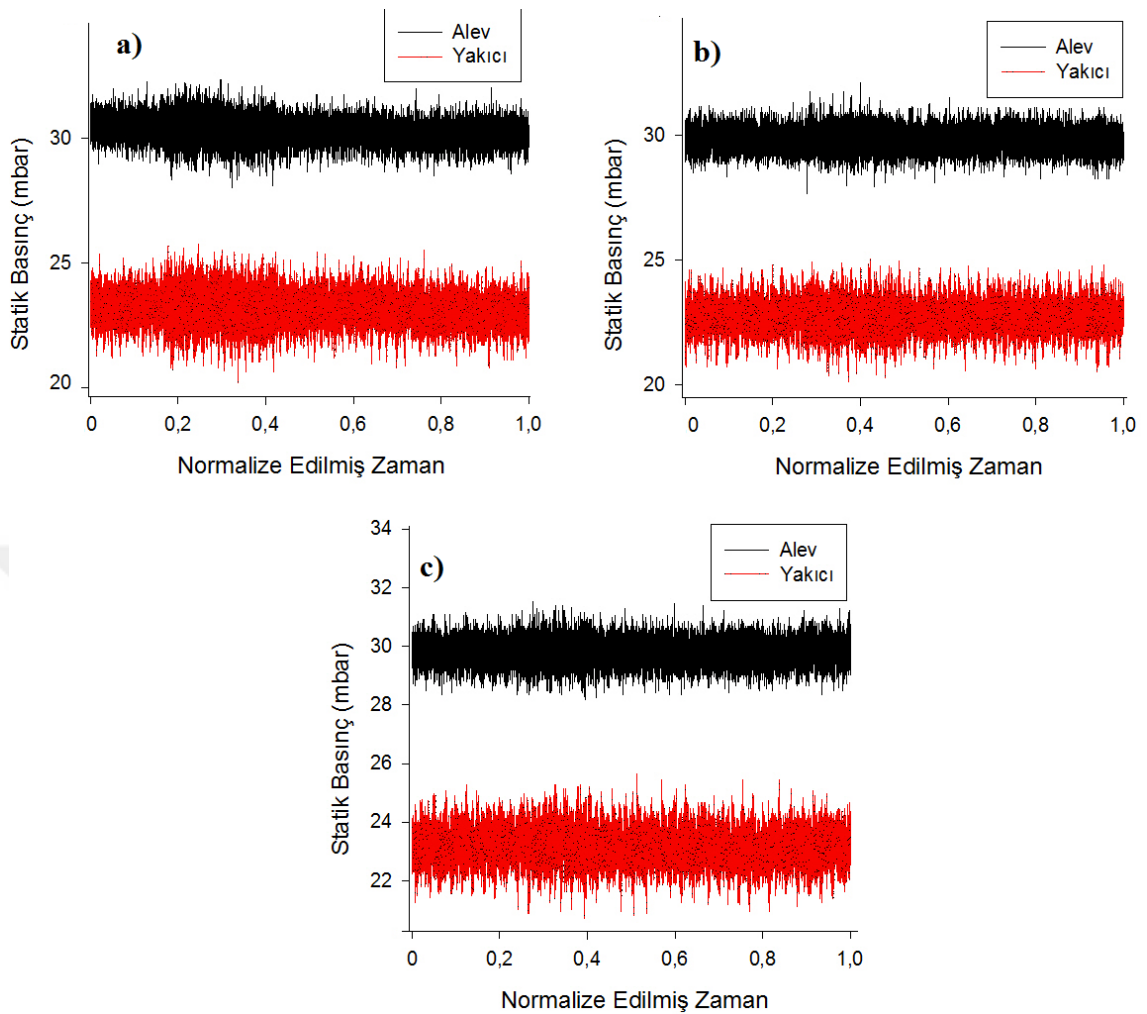 a)
Alev
Yakıcı
Statik Basınç (mbar)
30
25
20
0 0,2 0,4 0,6 0,8 1,0
Normalize Edilmiş Zaman
b)
Alev
Yakıcı
Statik Basınç (mbar)
30
25
20
0 0,2 0,4 0,6 0,8 1,0
Normalize Edilmiş Zaman
c)
Alev
Yakıcı
Statik Basınç (mbar)
34
32
30
28
26
24
22
0 0,2 0,4 0,6 0,8 1,0
Normalize Edilmiş Zaman